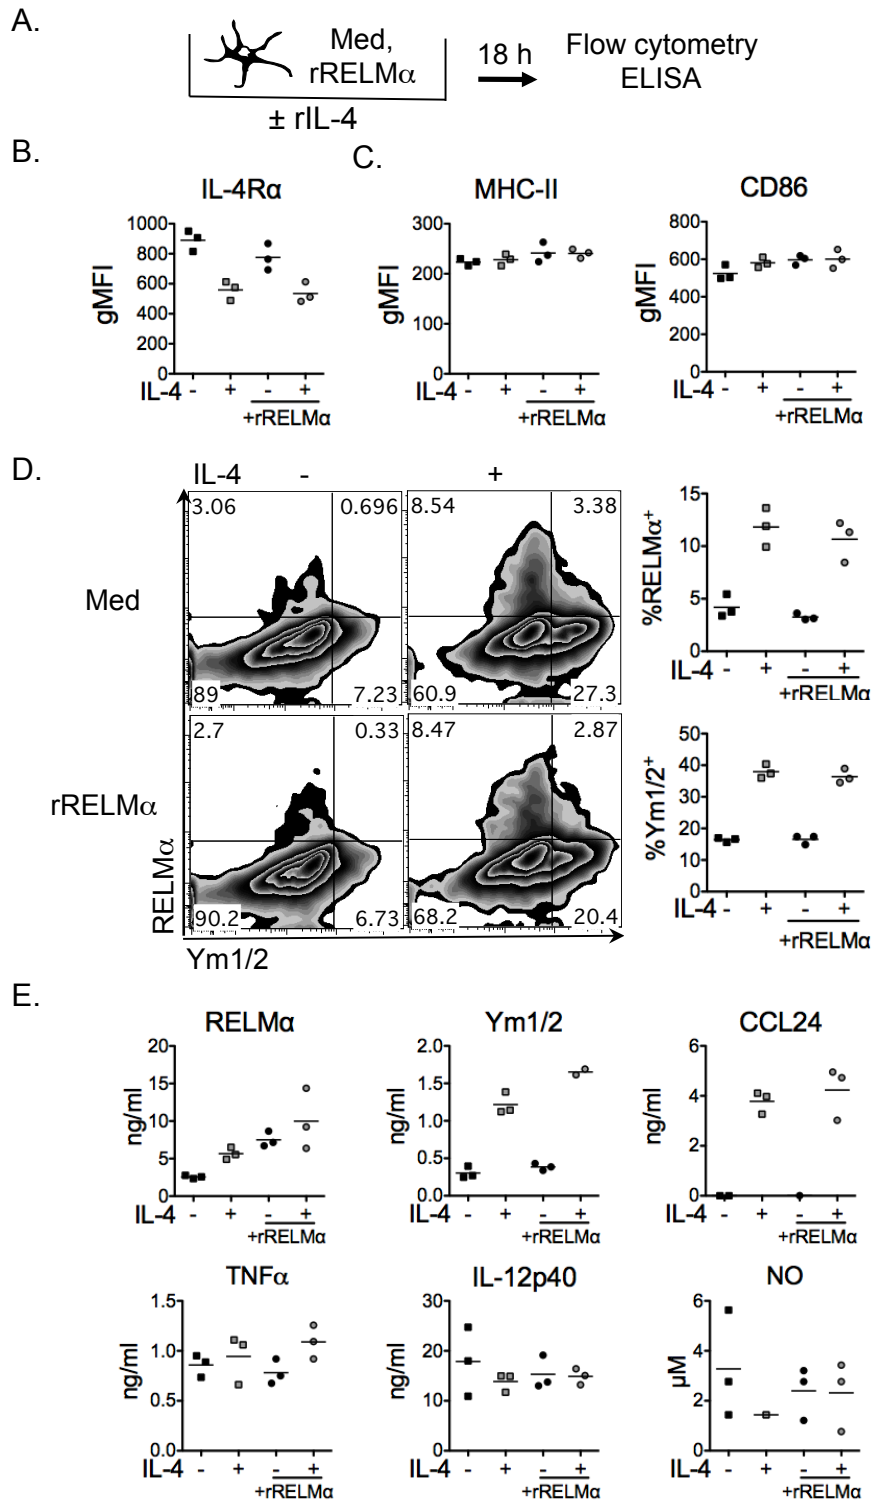 A.
Med,
rRELMα
± rIL-4
18 h
Flow cytometry
ELISA
B.
IL-4Rα
gMFI
1000
800
600
400
200
0
IL-4 - + - +
+rRELMα
C.
MHC-II
gMFI
300
200
100
0
IL-4 - + - +
+rRELMα
CD86
gMFI
800
600
400
200
0
IL-4 - + - +
+rRELMα
D.
IL-4 - +
Med
3.06 0.696
89 7.23
8.54 3.38
60.9 27.3
rRELMα
2.7 0.33
90.2 6.73
8.47 2.87
68.2 20.4
RELMα
Ym1/2
%RELMα+
15
10
5
0
IL-4 - + - +
+rRELMα
%Ym1/2+
50
40
30
20
10
0
IL-4 - + - +
+rRELMα
E.
RELMα
ng/ml
20
15
10
5
0
IL-4 - + - +
+rRELMα
Ym1/2
ng/ml
2.0
1.5
1.0
0.5
0.0
IL-4 - + - +
+rRELMα
CCL24
ng/ml
6
4
2
0
IL-4 - + - +
+rRELMα
TNFα
ng/ml
1.5
1.0
0.5
0.0
IL-4 - + - +
+rRELMα
IL-12p40
ng/ml
30
20
10
0
IL-4 - + - +
+rRELMα
NO
µM
6
4
2
0
IL-4 - + - +
+rRELMα